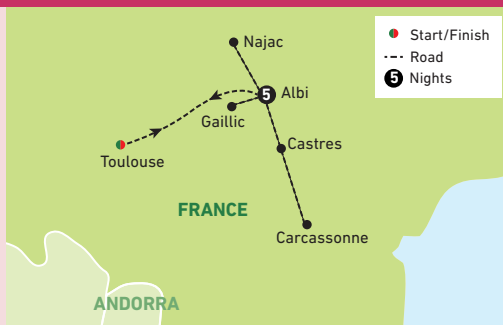 Najac
Start/Finish
Road
5 Nights
5 Albi
Gaillic
Castres
Toulouse
FRANCE
Carcassonne
ANDORRA